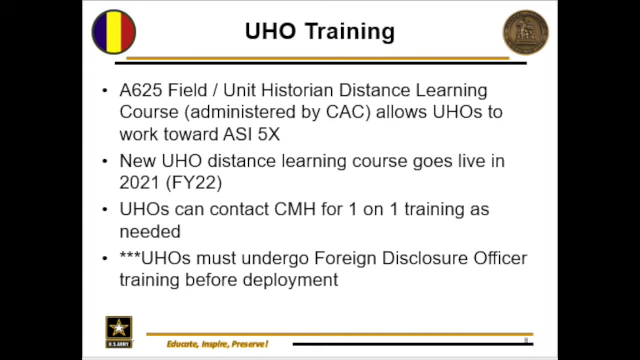 UHO Training
• A625 Field / Unit Historian Distance Learning
Course (administered by CAC) allows UHOs to
work toward ASI 5X
• New UHO distance learning course goes live in
2021 (FY22)
• UHOs can contact CMH for 1 on 1 training as
needed
• ***UHOs must undergo Foreign Disclosure Officer
training before deployment
U.S. ARMY
Educate, Inspire, Preserve!